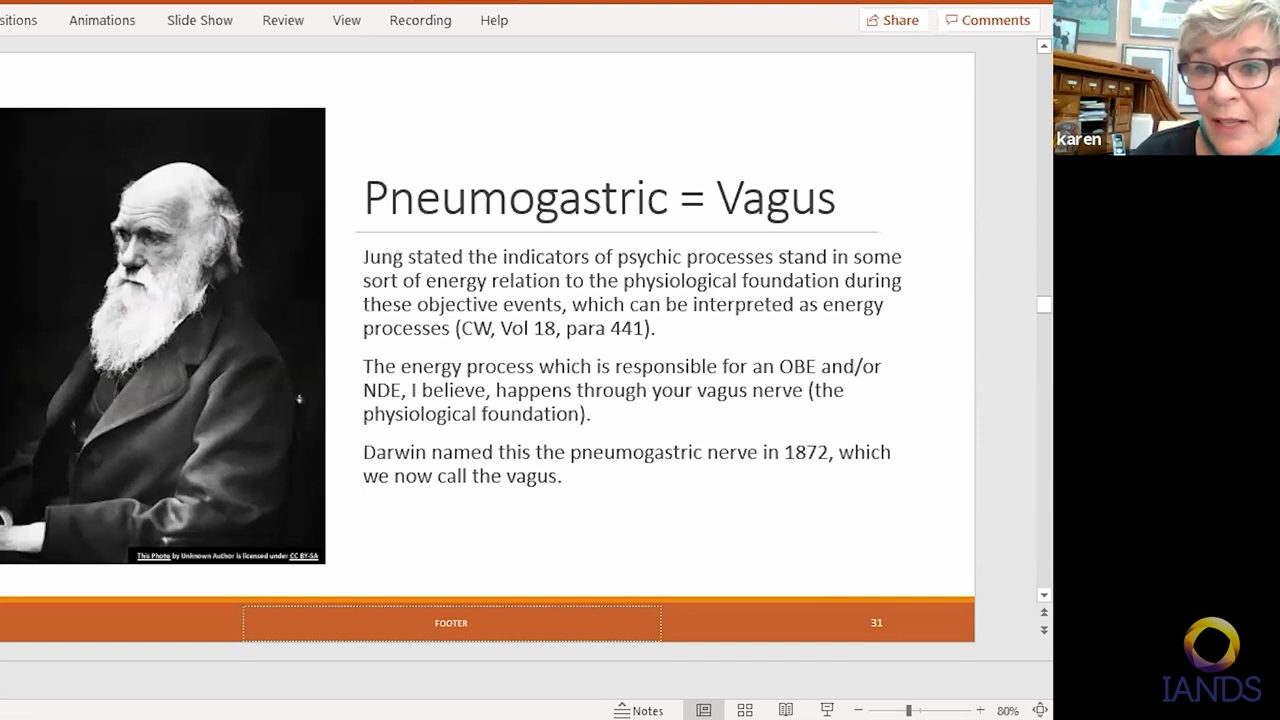 sitions Animations Slide Show Review View Recording Help Share Comments
karen
Pneumogastric = Vagus
Jung stated the indicators of psychic processes stand in some
sort of energy relation to the physiological foundation during
these objective events, which can be interpreted as energy
processes (CW, Vol 18, para 441).
The energy process which is responsible for an OBE and/or
NDE, I believe, happens through your vagus nerve (the
physiological foundation).
Darwin named this the pneumogastric nerve in 1872, which
we now call the vagus.
This Photo by Unknown Author is licensed under CC BY-SA
FOOTER 31
IANDS
Notes 80%